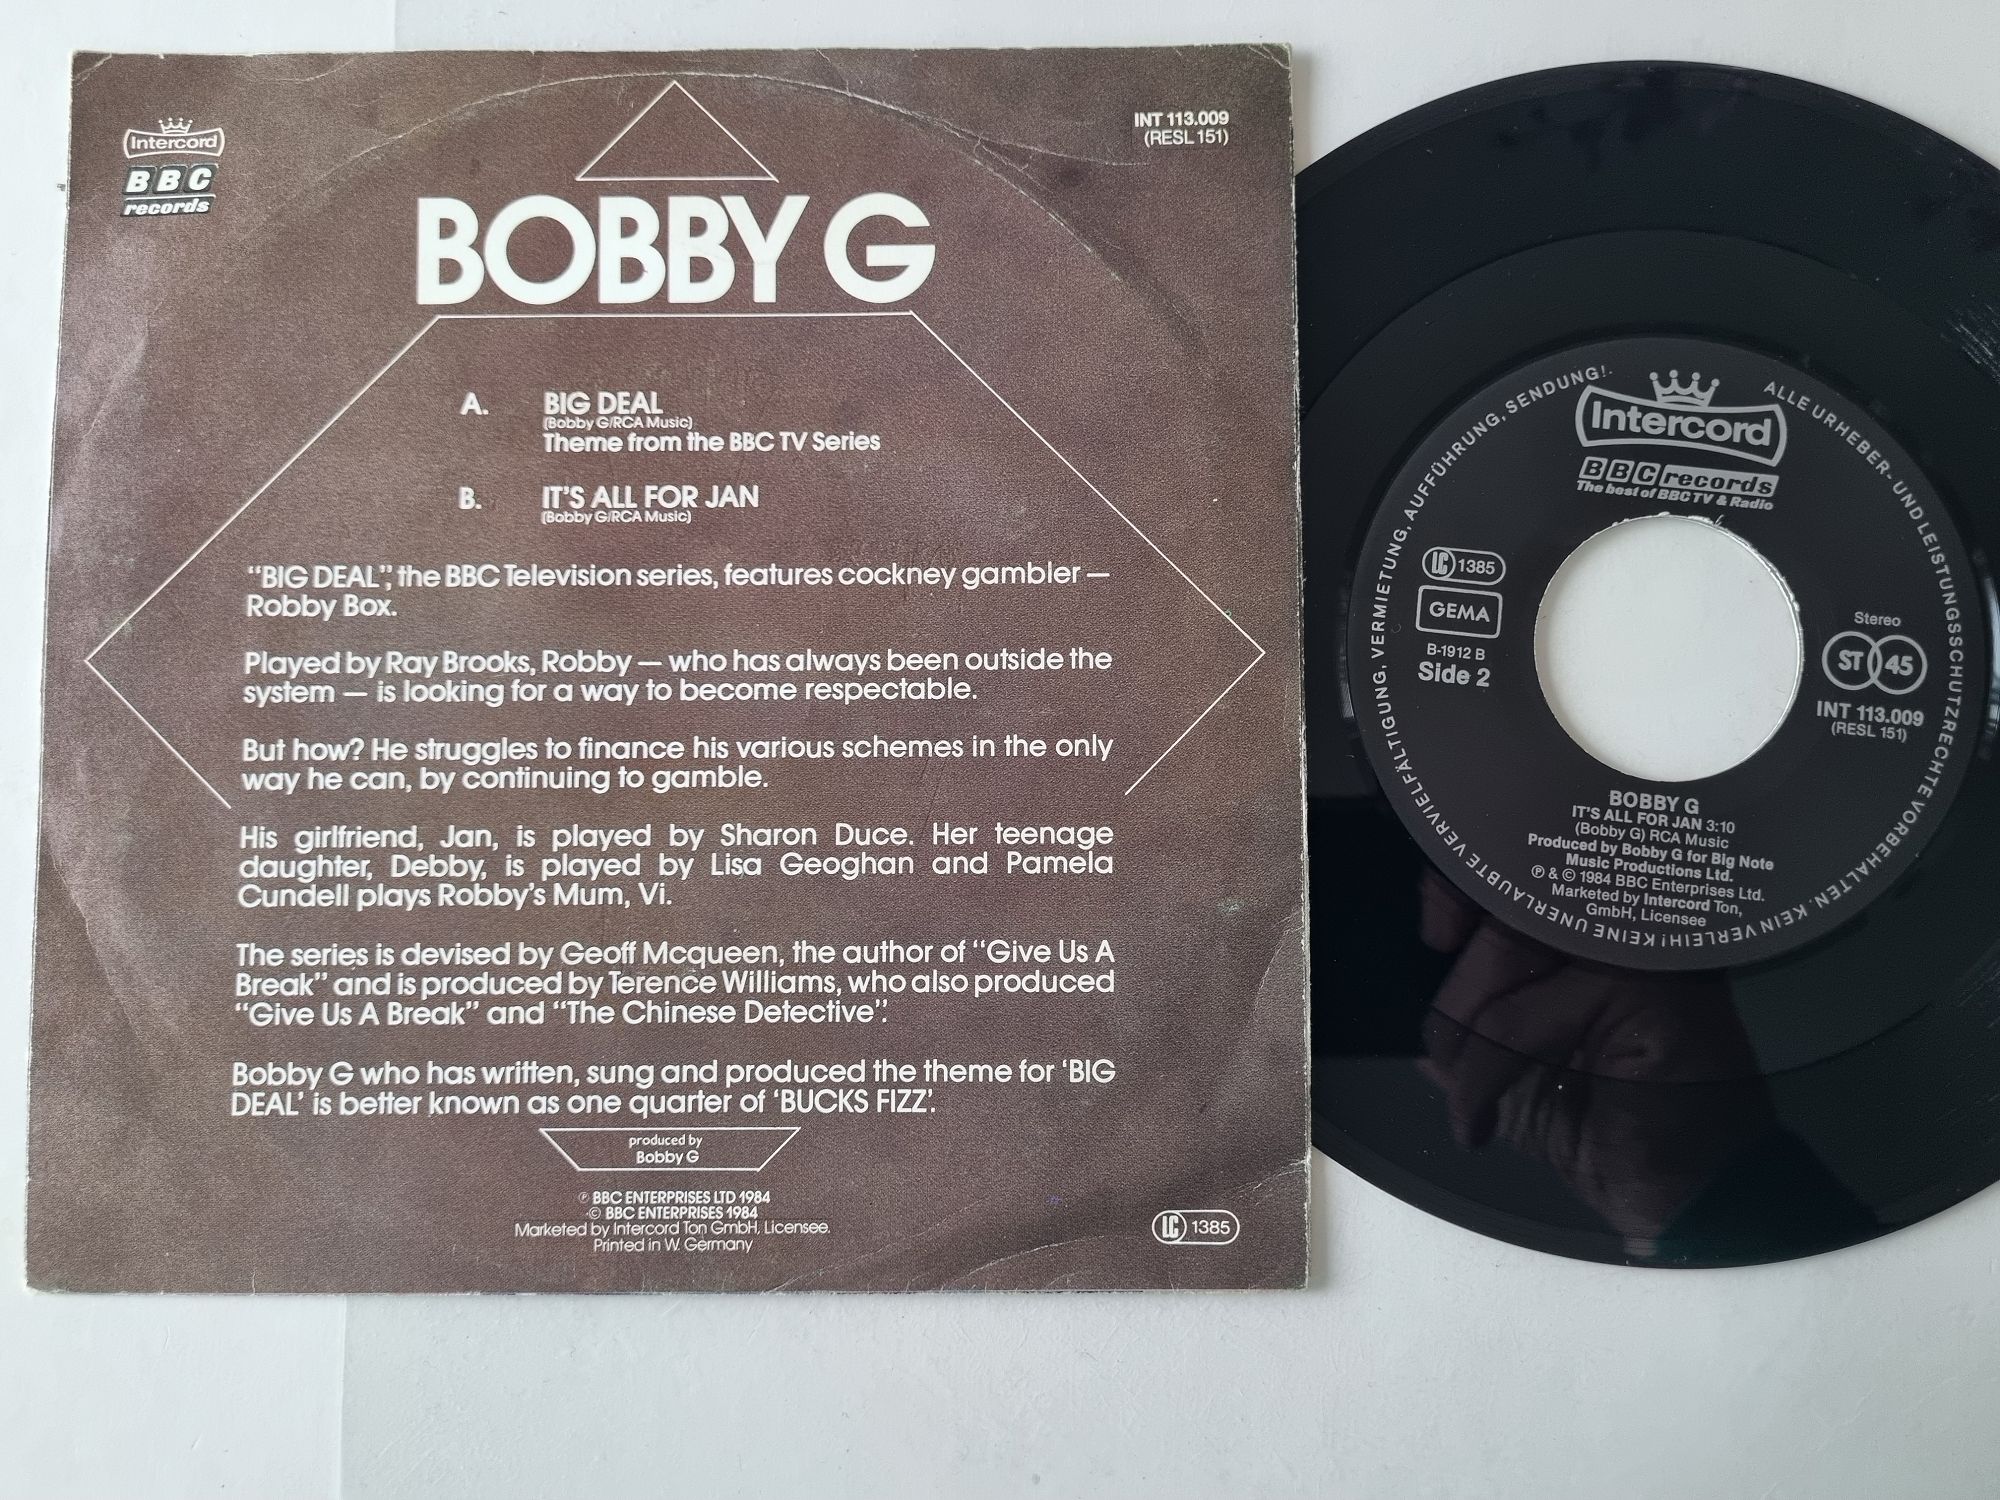 Intercord
BBC
records
INT 113.009
(RESL 151)
BOBBY G
A. BIG DEAL
(Bobby G/RCA Music)
Theme from the BBC TV Series
B. IT'S ALL FOR JAN
(Bobby G/RCA Music)
"BIG DEAL", the BBC Television series, features cockney gambler —
Robby Box.
Played by Ray Brooks, Robby — who has always been outside the
system — is looking for a way to become respectable.
But how? He struggles to finance his various schemes in the only
way he can, by continuing to gamble.
His girlfriend, Jan, is played by Sharon Duce. Her teenage
daughter, Debby, is played by Lisa Geoghan and Pamela
Cundell plays Robby's Mum, Vi.
The series is devised by Geoff Mcqueen, the author of "Give Us A
Break" and is produced by Terence Williams, who also produced
"Give Us A Break" and "The Chinese Detective".
Bobby G who has written, sung and produced the theme for 'BIG
DEAL' is better known as one quarter of 'BUCKS FIZZ'.
produced by
Bobby G
℗ BBC ENTERPRISES LTD 1984
© BBC ENTERPRISES 1984
Marketed by Intercord Ton GmbH, Licensee.
Printed in W. Germany
LC 1385
ALLE URHEBER- UND LEISTUNGSSCHUTZRECHTE VORBEHALTEN. KEIN VERLEIH! KEINE UNERLAUBTE VERVIELFÄLTIGUNG, VERMIETUNG, AUFFÜHRUNG, SENDUNG!
Intercord
BBC records
The best of BBC TV & Radio
LC 1385
GEMA
B-1912 B
Side 2
Stereo
ST 45
INT 113.009
(RESL 151)
BOBBY G
IT'S ALL FOR JAN 3:10
(Bobby G) RCA Music
Produced by Bobby G for Big Note
Music Productions Ltd.
℗ & © 1984 BBC Enterprises Ltd.
Marketed by Intercord Ton,
GmbH, Licensee